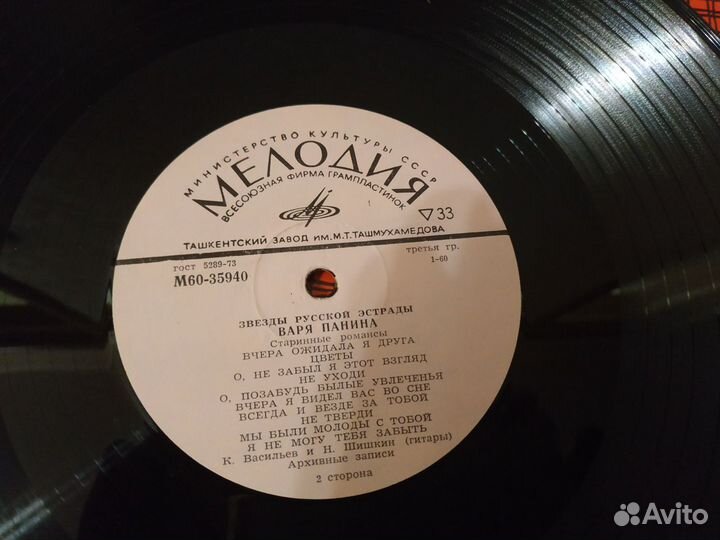 МИНИСТЕРСТВО КУЛЬТУРЫ СССР
МЕЛОДИЯ
ВСЕСОЮЗНАЯ ФИРМА ГРАМПЛАСТИНОК
▽33
ТАШКЕНТСКИЙ ЗАВОД ИМ.М.Т.ТАШМУХАМЕДОВА
гост 5289-73
третья гр.
М60-35940
1-60
ЗВЕЗДЫ РУССКОЙ ЭСТРАДЫ
ВАРЯ ПАНИНА
Старинные романсы
ВЧЕРА ОЖИДАЛА Я ДРУГА
ЦВЕТЫ
О, НЕ ЗАБЫЛ Я ЭТОТ ВЗГЛЯД
НЕ УХОДИ
О, ПОЗАБУДЬ БЫЛЫЕ УВЛЕЧЕНЬЯ
ВЧЕРА Я ВИДЕЛ ВАС ВО СНЕ
ВСЕГДА И ВЕЗДЕ ЗА ТОБОЙ
НЕ ТВЕРДИ
МЫ БЫЛИ МОЛОДЫ С ТОБОЙ
Я НЕ МОГУ ТЕБЯ ЗАБЫТЬ
К. Васильев и Н. Шишкин (гитары)
Архивные записи
2 сторона
Avito